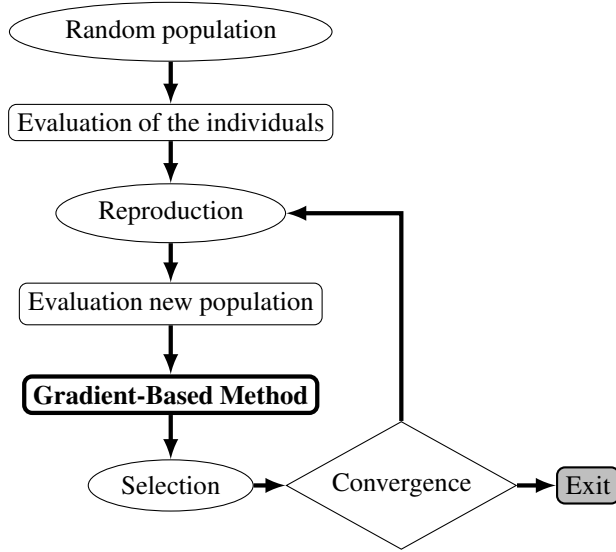 Random population
Evaluation of the individuals
Reproduction
Evaluation new population
Gradient-Based Method
Selection
Convergence
Exit